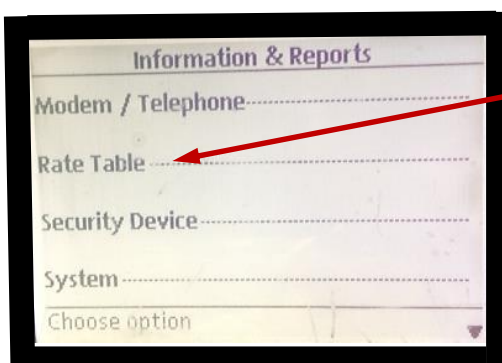 Information & Reports
Modem / Telephone
Rate Table
Security Device
System
Choose option